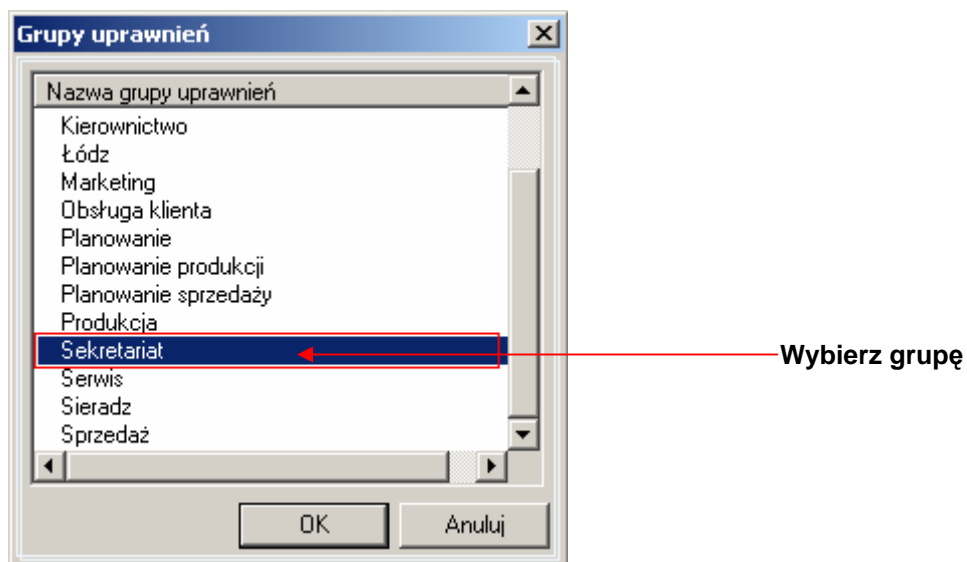 Grupy uprawnień
Nazwa grupy uprawnień
Kierownictwo
Łódz
Marketing
Obsługa klienta
Planowanie
Planowanie produkcji
Planowanie sprzedaży
Produkcja
Sekretariat
Wybierz grupę
Serwis
Sieradz
Sprzedaż
OK Anuluj